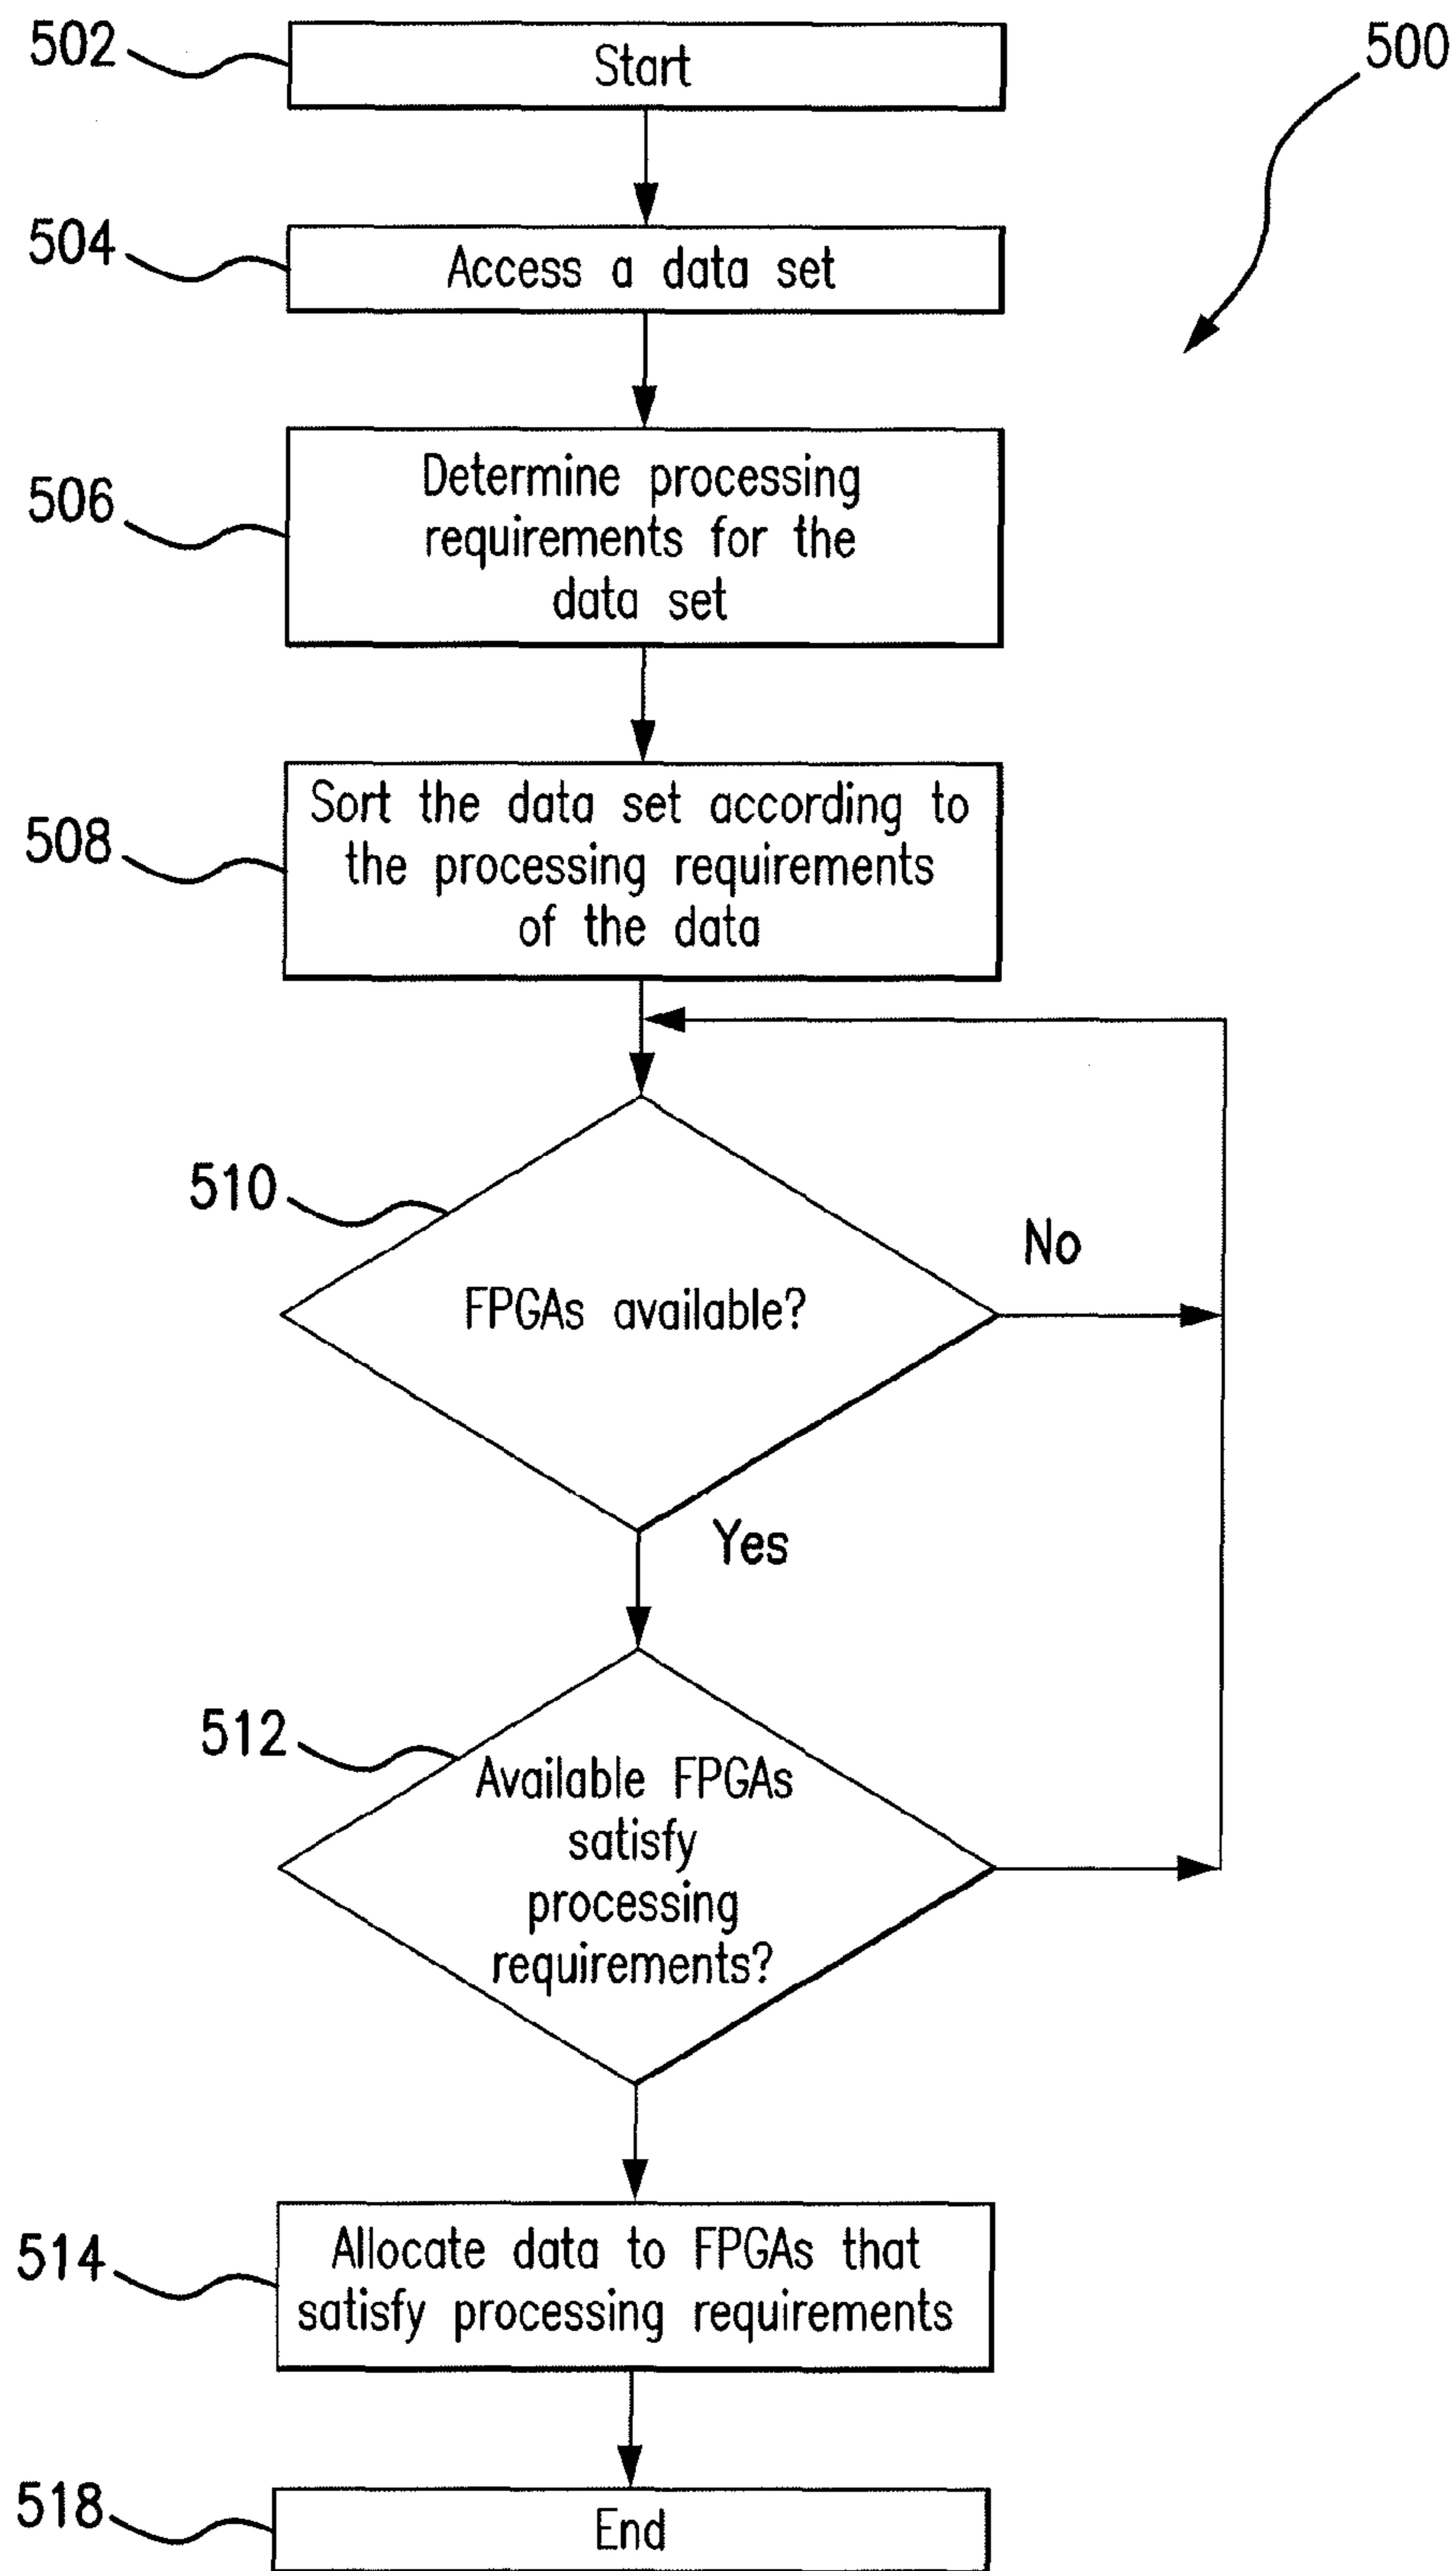 502
Start
500
504
Access a data set
506
Determine processing
requirements for the
data set
508
Sort the data set according to
the processing requirements
of the data
510
FPGAs available?
No
Yes
512
Available FPGAs
satisfy
processing
requirements?
514
Allocate data to FPGAs that
satisfy processing requirements
518
End